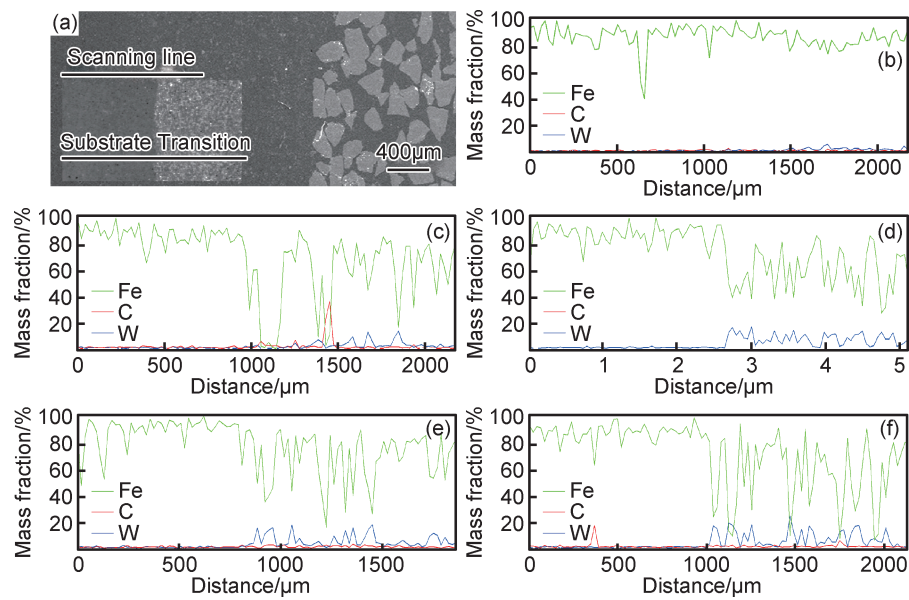 (a)
Scanning line
Substrate Transition
400μm
Mass fraction/%
100
80
60
40
20
(b)
Fe
C
W
0 500 1000 1500 2000
Distance/μm
Mass fraction/%
100
80
60
40
20
(c)
Fe
C
W
0 500 1000 1500 2000
Distance/μm
Mass fraction/%
100
80
60
40
20
(d)
Fe
C
W
0 1 2 3 4 5
Distance/μm
Mass fraction/%
100
80
60
40
20
(e)
Fe
C
W
0 500 1000 1500
Distance/μm
Mass fraction/%
100
80
60
40
20
(f)
Fe
C
W
0 500 1000 1500 2000
Distance/μm